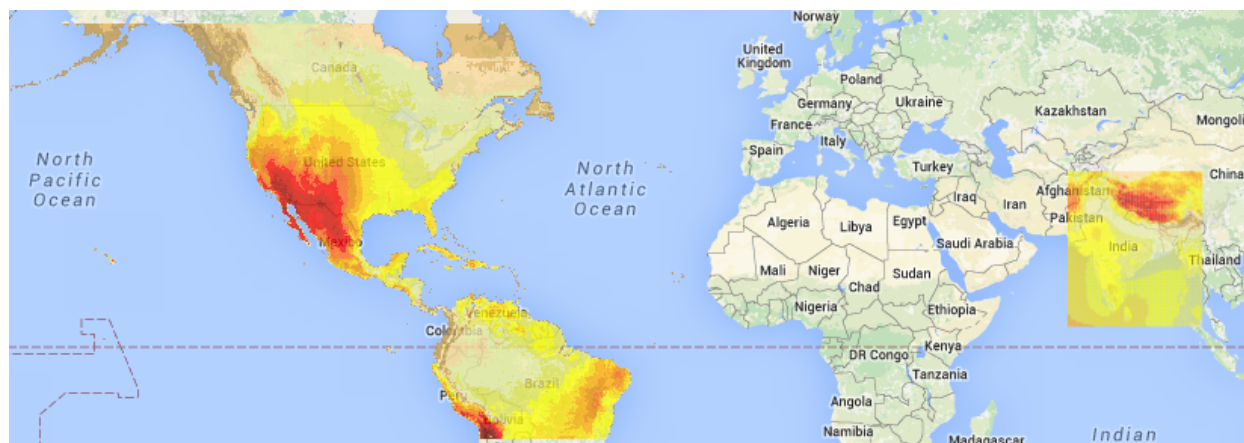 Norway
Canada
United
Kingdom
Poland
Germany
Ukraine
Kazakhstan
Mongoli
France
Italy
Spain
Turkey
North
Pacific
Ocean
United States
North
Atlantic
Ocean
China
Afghanistan
Iraq
Iran
Pakistan
Algeria
Libya
Egypt
Saudi Arabia
India
Mexico
Thailand
Mali
Niger
Sudan
Chad
Nigeria
Ethiopia
Venezuela
Colombia
Kenya
DR Congo
Tanzania
Brazil
Peru
Angola
Bolivia
Namibia
Madagascar
Indian